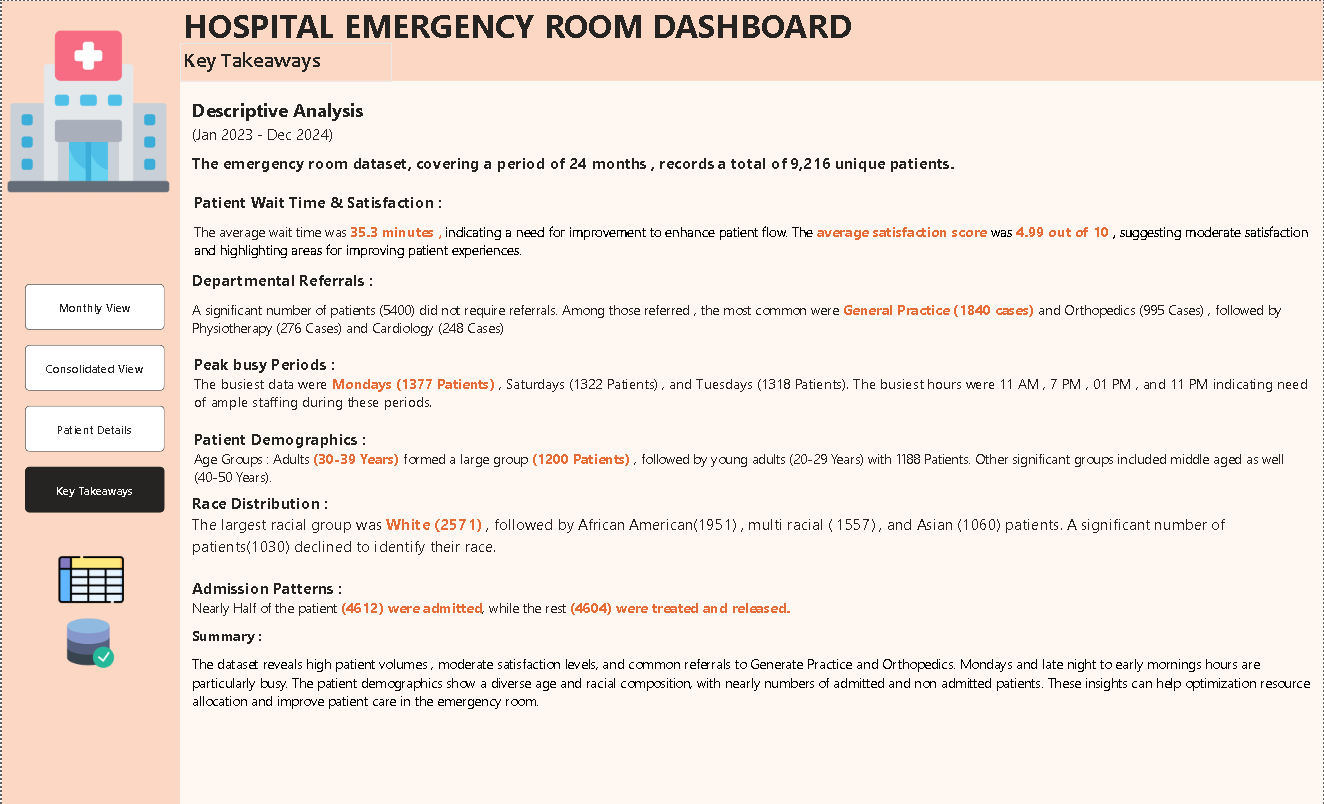 HOSPITAL EMERGENCY ROOM DASHBOARD
Key Takeaways
Descriptive Analysis
(Jan 2023 - Dec 2024)
The emergency room dataset, covering a period of 24 months , records a total of 9,216 unique patients.
Patient Wait Time & Satisfaction :
The average wait time was 35.3 minutes , indicating a need for improvement to enhance patient flow. The average satisfaction score was 4.99 out of 10 , suggesting moderate satisfaction
and highlighting areas for improving patient experiences.
Departmental Referrals :
A significant number of patients (5400) did not require referrals. Among those referred , the most common were General Practice (1840 cases) and Orthopedics (995 Cases) , followed by
Physiotherapy (276 Cases) and Cardiology (248 Cases)
Peak busy Periods :
The busiest data were Mondays (1377 Patients) , Saturdays (1322 Patients) , and Tuesdays (1318 Patients). The busiest hours were 11 AM , 7 PM , 01 PM , and 11 PM indicating need
of ample staffing during these periods.
Patient Demographics :
Age Groups : Adults (30-39 Years) formed a large group (1200 Patients) , followed by young adults (20-29 Years) with 1188 Patients. Other significant groups included middle aged as well
(40-50 Years).
Race Distribution :
The largest racial group was White (2571) , followed by African American(1951) , multi racial ( 1557) , and Asian (1060) patients. A significant number of
patients(1030) declined to identify their race.
Admission Patterns :
Nearly Half of the patient (4612) were admitted, while the rest (4604) were treated and released.
Summary :
The dataset reveals high patient volumes , moderate satisfaction levels, and common referrals to Generate Practice and Orthopedics. Mondays and late night to early mornings hours are
particularly busy. The patient demographics show a diverse age and racial composition, with nearly numbers of admitted and non admitted patients. These insights can help optimization resource
allocation and improve patient care in the emergency room.
Monthly View
Consolidated View
Patient Details
Key Takeaways